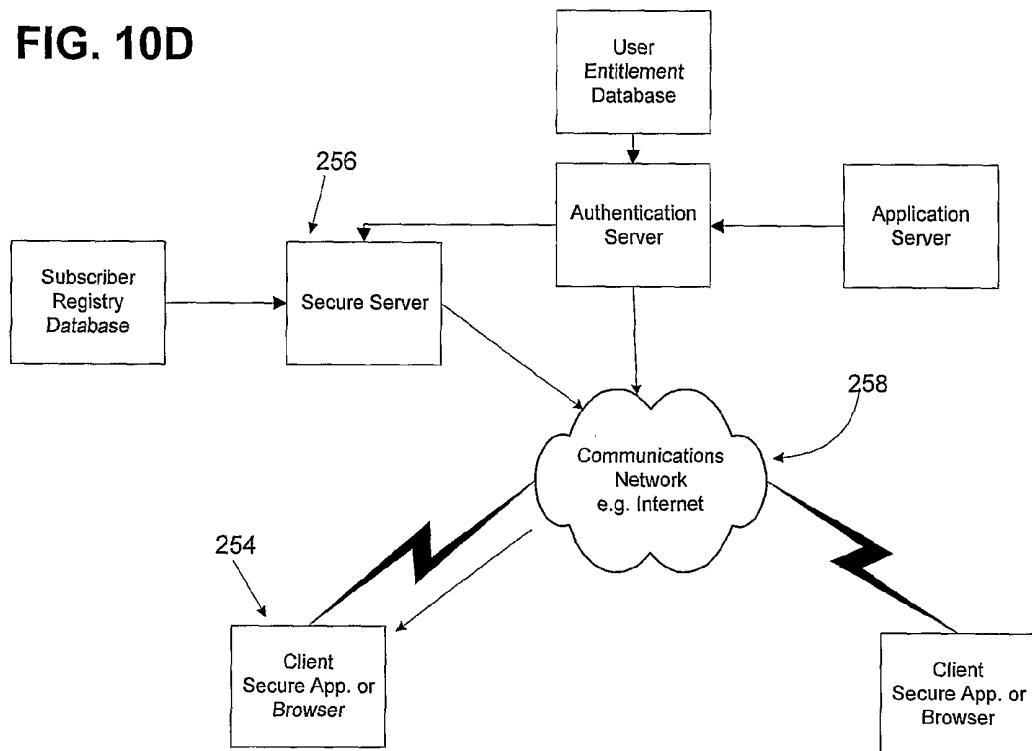 FIG. 10D
User
Entitlement
Database
256
Authentication
Server
Application
Server
Subscriber
Registry
Database
Secure Server
258
Communications
Network
e.g. Internet
254
Client
Secure App. or
Browser
Client
Secure App. or
Browser